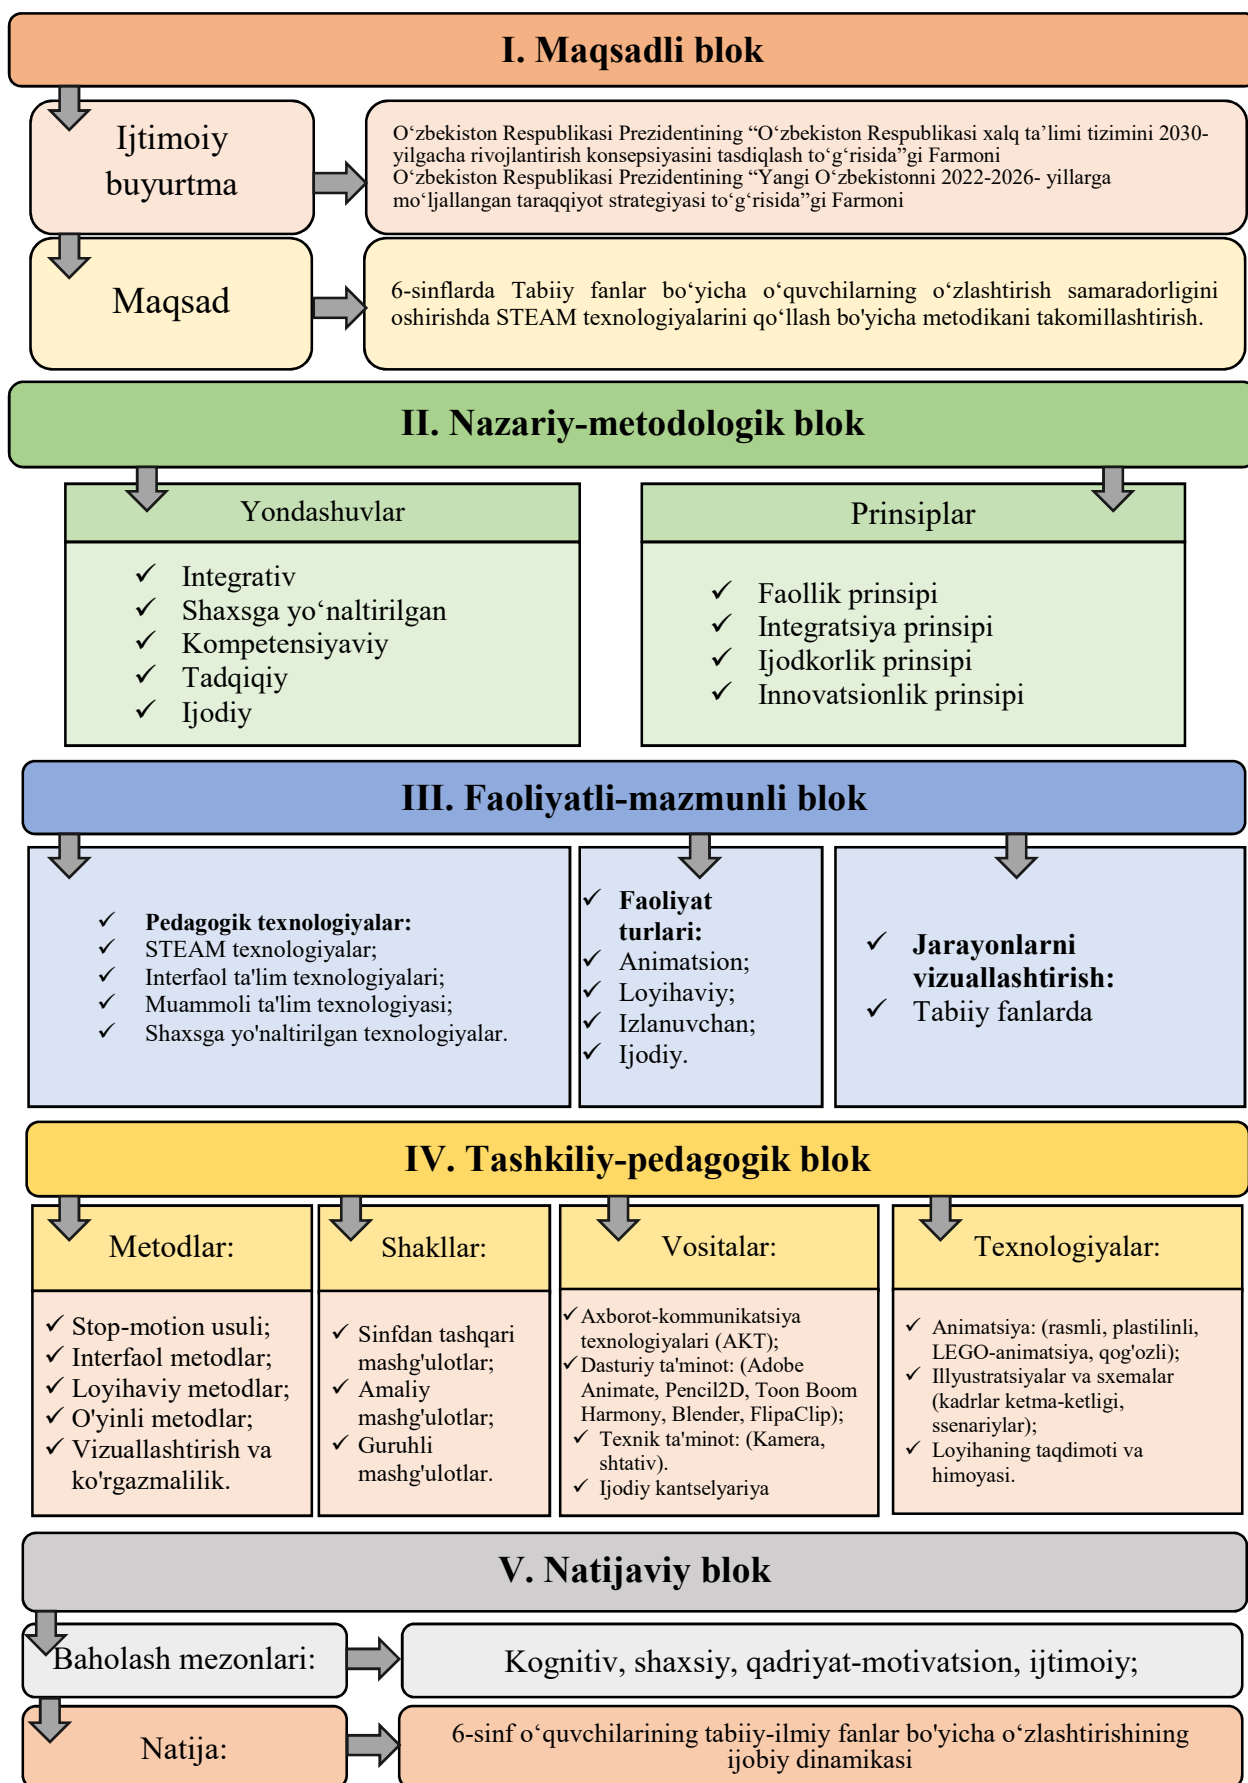 I. Maqsadli blok
Ijtimoiy
buyurtma
O‘zbekiston Respublikasi Prezidentining “O‘zbekiston Respublikasi xalq ta’limi tizimini 2030-
yilgacha rivojlantirish konsepsiyasini tasdiqlash to‘g‘risida”gi Farmoni
O‘zbekiston Respublikasi Prezidentining “Yangi O‘zbekistonni 2022-2026- yillarga
mo‘ljallangan taraqqiyot strategiyasi to‘g‘risida”gi Farmoni
Maqsad
6-sinflarda Tabiiy fanlar bo‘yicha o‘quvchilarning o‘zlashtirish samaradorligini
oshirishda STEAM texnologiyalarini qo‘llash bo'yicha metodikani takomillashtirish.
II. Nazariy-metodologik blok
Yondashuvlar
✓ Integrativ
✓ Shaxsga yo‘naltirilgan
✓ Kompetensiyaviy
✓ Tadqiqiy
✓ Ijodiy
Prinsiplar
✓ Faollik prinsipi
✓ Integratsiya prinsipi
✓ Ijodkorlik prinsipi
✓ Innovatsionlik prinsipi
III. Faoliyatli-mazmunli blok
✓ Pedagogik texnologiyalar:
✓ STEAM texnologiyalar;
✓ Interfaol ta'lim texnologiyalari;
✓ Muammoli ta'lim texnologiyasi;
✓ Shaxsga yo'naltirilgan texnologiyalar.
✓ Faoliyat
turlari:
✓ Animatsion;
✓ Loyihaviy;
✓ Izlanuvchan;
✓ Ijodiy.
✓ Jarayonlarni
vizuallashtirish:
✓ Tabiiy fanlarda
IV. Tashkiliy-pedagogik blok
Metodlar:
✓ Stop-motion usuli;
✓ Interfaol metodlar;
✓ Loyihaviy metodlar;
✓ O'yinli metodlar;
✓ Vizuallashtirish va
ko'rgazmalilik.
Shakllar:
✓ Sinfdan tashqari
mashg'ulotlar;
✓ Amaliy
mashg'ulotlar;
✓ Guruhli
mashg'ulotlar.
Vositalar:
✓ Axborot-kommunikatsiya
texnologiyalari (AKT);
✓ Dasturiy ta'minot: (Adobe
Animate, Pencil2D, Toon Boom
Harmony, Blender, FlipaClip);
✓ Texnik ta'minot: (Kamera,
shtativ).
✓ Ijodiy kantselyariya
Texnologiyalar:
✓ Animatsiya: (rasmli, plastilinli,
LEGO-animatsiya, qog'ozli);
✓ Illyustratsiyalar va sxemalar
(kadrlar ketma-ketligi,
ssenariylar);
✓ Loyihaning taqdimoti va
himoyasi.
V. Natijaviy blok
Baholash mezonlari:
Kognitiv, shaxsiy, qadriyat-motivatsion, ijtimoiy;
Natija:
6-sinf o‘quvchilarining tabiiy-ilmiy fanlar bo'yicha o‘zlashtirishining
ijobiy dinamikasi